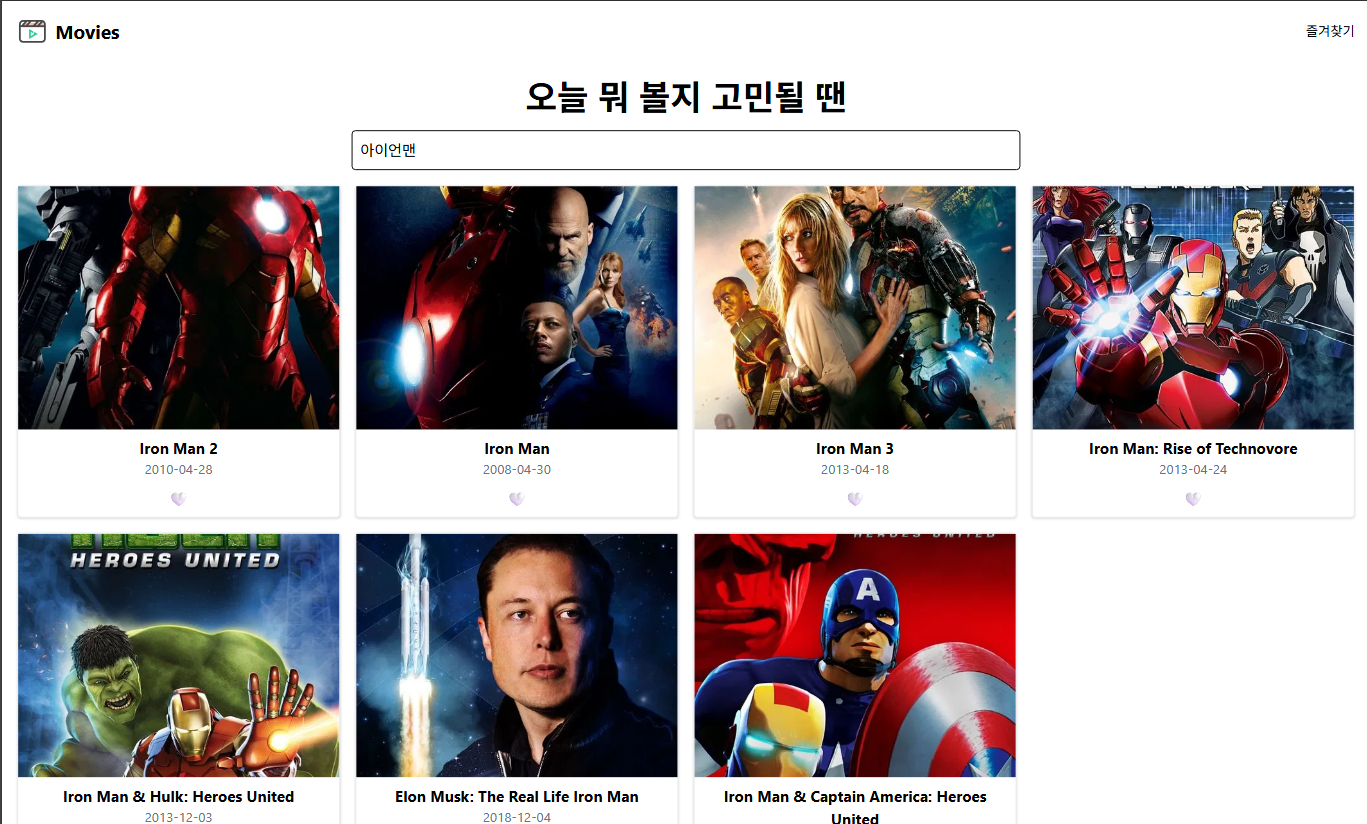 Movies
즐겨찾기
오늘 뭐 볼지 고민될 땐
아이언맨
Iron Man 2
2010-04-28
Iron Man
2008-04-30
Iron Man 3
2013-04-18
Iron Man: Rise of Technovore
2013-04-24
HEROES UNITED
Iron Man & Hulk: Heroes United
2013-12-03
Elon Musk: The Real Life Iron Man
2018-12-04
HEROES UNITED
A
Iron Man & Captain America: Heroes
United